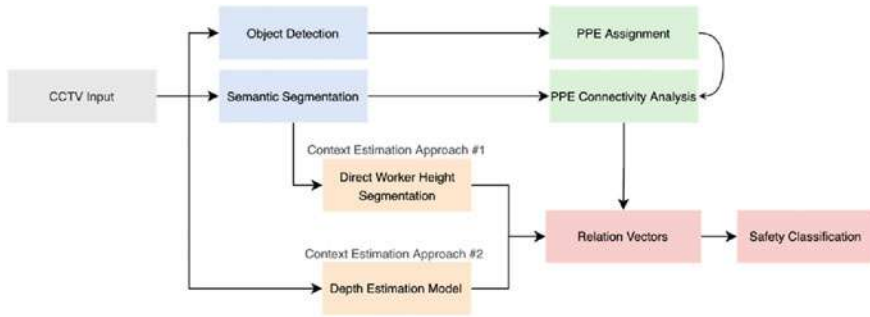 Object Detection
PPE Assignment
CCTV Input
Semantic Segmentation
PPE Connectivity Analysis
Context Estimation Approach #1
Direct Worker Height
Segmentation
Relation Vectors
Safety Classification
Context Estimation Approach #2
Depth Estimation Model